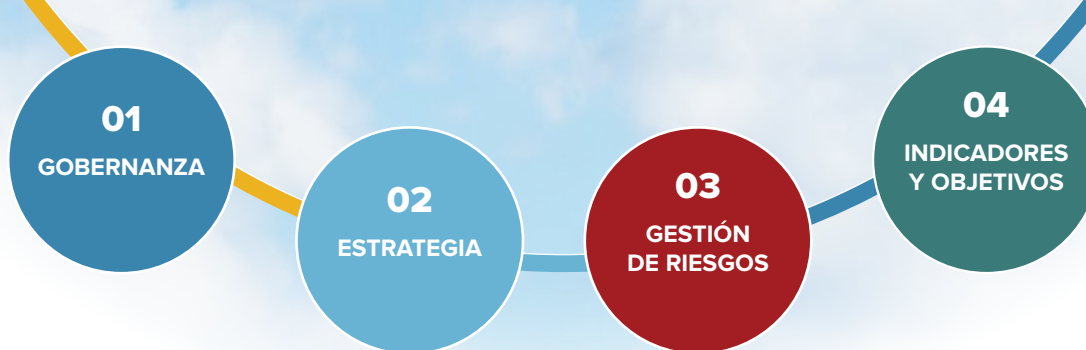 01
GOBERNANZA
02
ESTRATEGIA
03
GESTIÓN
DE RIESGOS
04
INDICADORES
Y OBJETIVOS